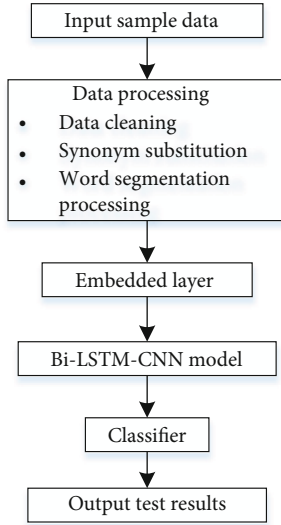 Input sample data
Data processing
• Data cleaning
• Synonym substitution
• Word segmentation
processing
Embedded layer
Bi-LSTM-CNN model
Classifier
Output test results